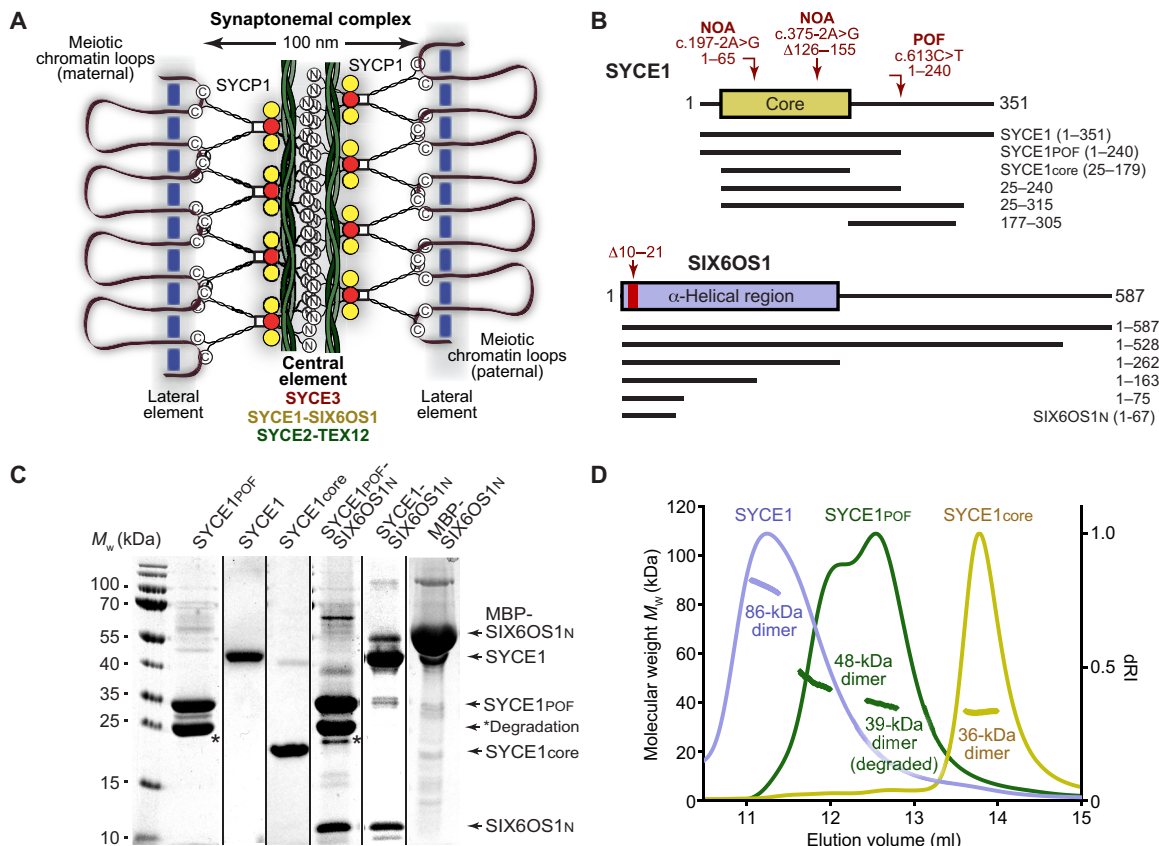 A
Synaptonemal complex
100 nm
Meiotic
chromatin loops
(maternal)
SYCP1
SYCP1
C C C C C C C C C
N N N N N N N N N N N N N N N N
C C C C C C C C
Meiotic
chromatin loops
(paternal)
Lateral
element
Central
element
SYCE3
SYCE1-SIX6OS1
SYCE2-TEX12
Lateral
element
B
NOA
c.197-2A>G
1–65
NOA
c.375-2A>G
Δ126–155
POF
c.613C>T
1–240
SYCE1
1
Core
351
SYCE1 (1–351)
SYCE1POF (1–240)
SYCE1core (25–179)
25–240
25–315
177–305
Δ10–21
SIX6OS1
1
α-Helical region
587
1–587
1–528
1–262
1–163
1–75
SIX6OS1N (1-67)
C
Mw (kDa)
SYCE1POF
SYCE1
SYCE1core
SYCE1POF-
SIX6OS1N
SYCE1-
SIX6OS1N
MBP-
SIX6OS1N
100
70
55
40
35
25
15
10
*
*
MBP-
SIX6OS1N
SYCE1
SYCE1POF
*Degradation
SYCE1core
SIX6OS1N
D
Molecular weight Mw (kDa)
120
100
80
60
40
20
0
SYCE1
SYCE1POF
SYCE1core
86-kDa
dimer
48-kDa
dimer
39-kDa
dimer
(degraded)
36-kDa
dimer
1.0
0.5
0
dRI
11
12
13
14
15
Elution volume (ml)